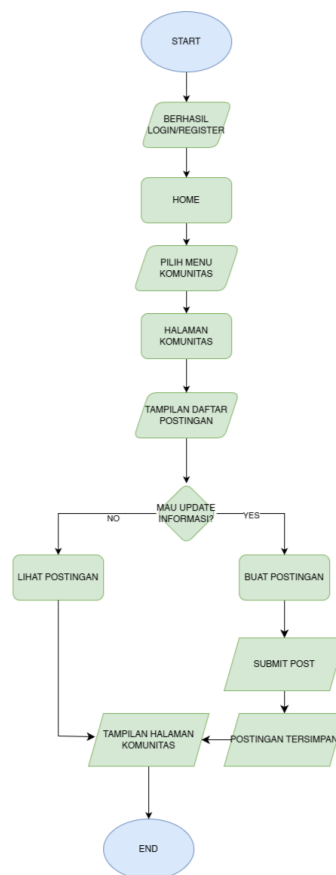 START
BERHASIL
LOGIN/REGISTER
HOME
PILIH MENU
KOMUNITAS
HALAMAN
KOMUNITAS
TAMPILAN DAFTAR
POSTINGAN
MAU UPDATE
INFORMASI?
NO
YES
LIHAT POSTINGAN
BUAT POSTINGAN
SUBMIT POST
TAMPILAN HALAMAN
KOMUNITAS
POSTINGAN TERSIMPAN
END